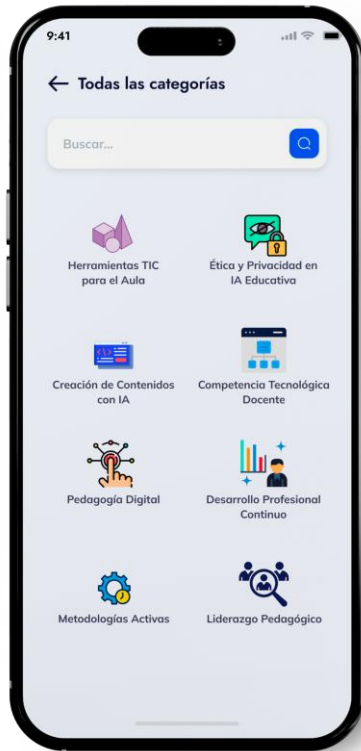 9:41
← Todas las categorías
Buscar...
Herramientas TIC
para el Aula
Ética y Privacidad en
IA Educativa
Creación de Contenidos
con IA
Competencia Tecnológica
Docente
Pedagogía Digital
Desarrollo Profesional
Continuo
Metodologías Activas
Liderazgo Pedagógico